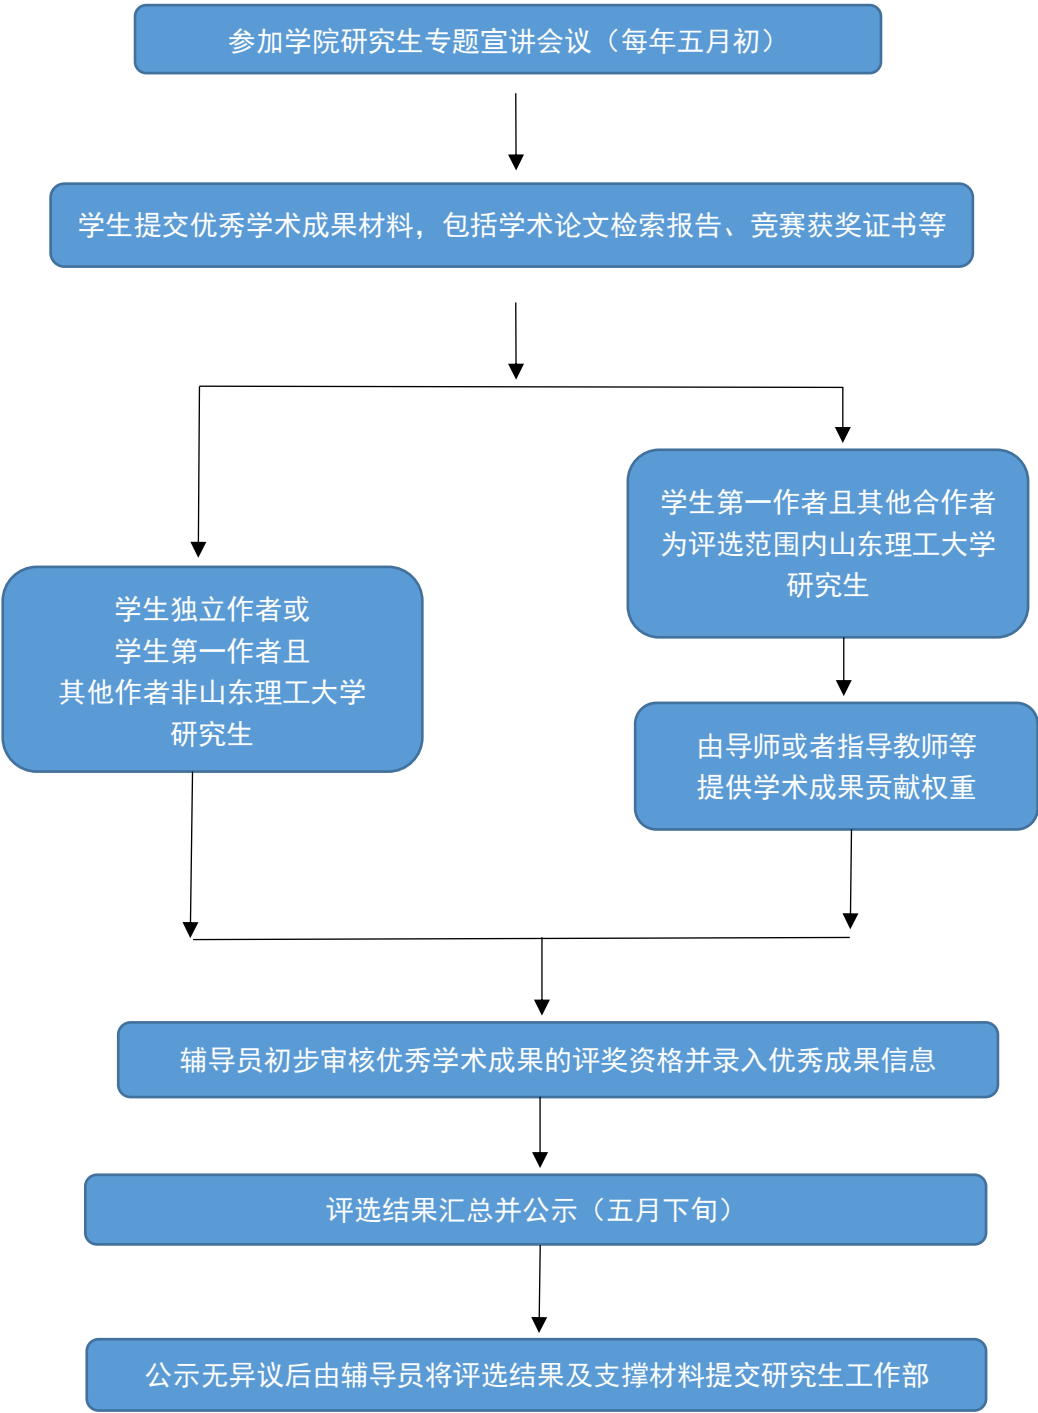 参加学院研究生专题宣讲会议（每年五月初）
学生提交优秀学术成果材料，包括学术论文检索报告、竞赛获奖证书等
学生第一作者且其他合作者
为评选范围内山东理工大学
研究生
学生独立作者或
学生第一作者且
其他作者非山东理工大学
研究生
由导师或者指导教师等
提供学术成果贡献权重
辅导员初步审核优秀学术成果的评奖资格并录入优秀成果信息
评选结果汇总并公示（五月下旬）
公示无异议后由辅导员将评选结果及支撑材料提交研究生工作部